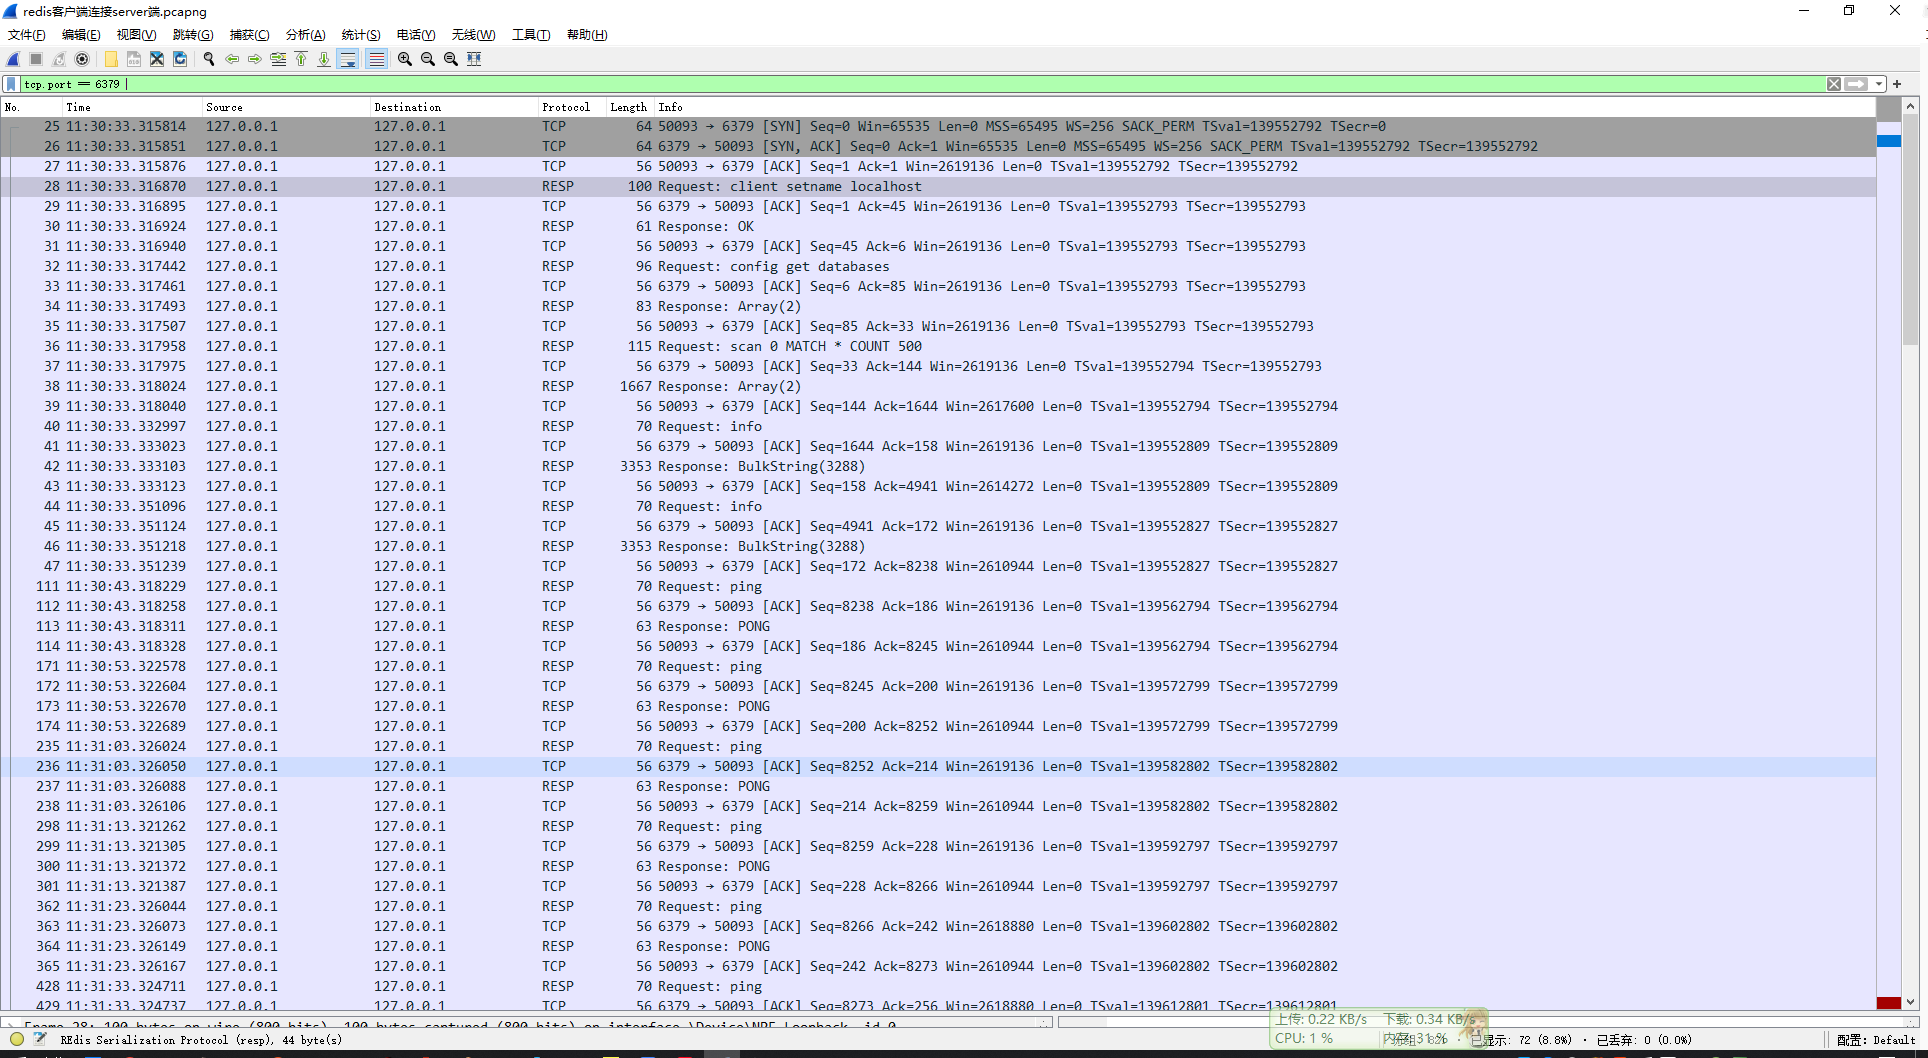 redis客户端连接server端.pcapng
文件(F) 编辑(E) 视图(V) 跳转(G) 捕获(C) 分析(A) 统计(S) 电话(Y) 无线(W) 工具(T) 帮助(H)
tcp.port == 6379
No. Time Source Destination Protocol Length Info
25 11:30:33.315814 127.0.0.1 127.0.0.1 TCP 64 50093 → 6379 [SYN] Seq=0 Win=65535 Len=0 MSS=65495 WS=256 SACK_PERM TSval=139552792 TSecr=0
26 11:30:33.315851 127.0.0.1 127.0.0.1 TCP 64 6379 → 50093 [SYN, ACK] Seq=0 Ack=1 Win=65535 Len=0 MSS=65495 WS=256 SACK_PERM TSval=139552792 TSecr=139552792
27 11:30:33.315876 127.0.0.1 127.0.0.1 TCP 56 50093 → 6379 [ACK] Seq=1 Ack=1 Win=2619136 Len=0 TSval=139552792 TSecr=139552792
28 11:30:33.316870 127.0.0.1 127.0.0.1 RESP 100 Request: client setname localhost
29 11:30:33.316895 127.0.0.1 127.0.0.1 TCP 56 6379 → 50093 [ACK] Seq=1 Ack=45 Win=2619136 Len=0 TSval=139552793 TSecr=139552793
30 11:30:33.316924 127.0.0.1 127.0.0.1 RESP 61 Response: OK
31 11:30:33.316940 127.0.0.1 127.0.0.1 TCP 56 50093 → 6379 [ACK] Seq=45 Ack=6 Win=2619136 Len=0 TSval=139552793 TSecr=139552793
32 11:30:33.317442 127.0.0.1 127.0.0.1 RESP 96 Request: config get databases
33 11:30:33.317461 127.0.0.1 127.0.0.1 TCP 56 6379 → 50093 [ACK] Seq=6 Ack=85 Win=2619136 Len=0 TSval=139552793 TSecr=139552793
34 11:30:33.317493 127.0.0.1 127.0.0.1 RESP 83 Response: Array(2)
35 11:30:33.317507 127.0.0.1 127.0.0.1 TCP 56 50093 → 6379 [ACK] Seq=85 Ack=33 Win=2619136 Len=0 TSval=139552793 TSecr=139552793
36 11:30:33.317958 127.0.0.1 127.0.0.1 RESP 115 Request: scan 0 MATCH * COUNT 500
37 11:30:33.317975 127.0.0.1 127.0.0.1 TCP 56 6379 → 50093 [ACK] Seq=33 Ack=144 Win=2619136 Len=0 TSval=139552794 TSecr=139552793
38 11:30:33.318024 127.0.0.1 127.0.0.1 RESP 1667 Response: Array(2)
39 11:30:33.318040 127.0.0.1 127.0.0.1 TCP 56 50093 → 6379 [ACK] Seq=144 Ack=1644 Win=2617600 Len=0 TSval=139552794 TSecr=139552794
40 11:30:33.332997 127.0.0.1 127.0.0.1 RESP 70 Request: info
41 11:30:33.333023 127.0.0.1 127.0.0.1 TCP 56 6379 → 50093 [ACK] Seq=1644 Ack=158 Win=2619136 Len=0 TSval=139552809 TSecr=139552809
42 11:30:33.333103 127.0.0.1 127.0.0.1 RESP 3353 Response: BulkString(3288)
43 11:30:33.333123 127.0.0.1 127.0.0.1 TCP 56 50093 → 6379 [ACK] Seq=158 Ack=4941 Win=2614272 Len=0 TSval=139552809 TSecr=139552809
44 11:30:33.351096 127.0.0.1 127.0.0.1 RESP 70 Request: info
45 11:30:33.351124 127.0.0.1 127.0.0.1 TCP 56 6379 → 50093 [ACK] Seq=4941 Ack=172 Win=2619136 Len=0 TSval=139552827 TSecr=139552827
46 11:30:33.351218 127.0.0.1 127.0.0.1 RESP 3353 Response: BulkString(3288)
47 11:30:33.351239 127.0.0.1 127.0.0.1 TCP 56 50093 → 6379 [ACK] Seq=172 Ack=8238 Win=2610944 Len=0 TSval=139552827 TSecr=139552827
111 11:30:43.318229 127.0.0.1 127.0.0.1 RESP 70 Request: ping
112 11:30:43.318258 127.0.0.1 127.0.0.1 TCP 56 6379 → 50093 [ACK] Seq=8238 Ack=186 Win=2619136 Len=0 TSval=139562794 TSecr=139562794
113 11:30:43.318311 127.0.0.1 127.0.0.1 RESP 63 Response: PONG
114 11:30:43.318328 127.0.0.1 127.0.0.1 TCP 56 50093 → 6379 [ACK] Seq=186 Ack=8245 Win=2610944 Len=0 TSval=139562794 TSecr=139562794
171 11:30:53.322578 127.0.0.1 127.0.0.1 RESP 70 Request: ping
172 11:30:53.322604 127.0.0.1 127.0.0.1 TCP 56 6379 → 50093 [ACK] Seq=8245 Ack=200 Win=2619136 Len=0 TSval=139572799 TSecr=139572799
173 11:30:53.322670 127.0.0.1 127.0.0.1 RESP 63 Response: PONG
174 11:30:53.322689 127.0.0.1 127.0.0.1 TCP 56 50093 → 6379 [ACK] Seq=200 Ack=8252 Win=2610944 Len=0 TSval=139572799 TSecr=139572799
235 11:31:03.326024 127.0.0.1 127.0.0.1 RESP 70 Request: ping
236 11:31:03.326050 127.0.0.1 127.0.0.1 TCP 56 6379 → 50093 [ACK] Seq=8252 Ack=214 Win=2619136 Len=0 TSval=139582802 TSecr=139582802
237 11:31:03.326088 127.0.0.1 127.0.0.1 RESP 63 Response: PONG
238 11:31:03.326106 127.0.0.1 127.0.0.1 TCP 56 50093 → 6379 [ACK] Seq=214 Ack=8259 Win=2610944 Len=0 TSval=139582802 TSecr=139582802
298 11:31:13.321262 127.0.0.1 127.0.0.1 RESP 70 Request: ping
299 11:31:13.321305 127.0.0.1 127.0.0.1 TCP 56 6379 → 50093 [ACK] Seq=8259 Ack=228 Win=2619136 Len=0 TSval=139592797 TSecr=139592797
300 11:31:13.321372 127.0.0.1 127.0.0.1 RESP 63 Response: PONG
301 11:31:13.321387 127.0.0.1 127.0.0.1 TCP 56 50093 → 6379 [ACK] Seq=228 Ack=8266 Win=2610944 Len=0 TSval=139592797 TSecr=139592797
362 11:31:23.326044 127.0.0.1 127.0.0.1 RESP 70 Request: ping
363 11:31:23.326073 127.0.0.1 127.0.0.1 TCP 56 6379 → 50093 [ACK] Seq=8266 Ack=242 Win=2618880 Len=0 TSval=139602802 TSecr=139602802
364 11:31:23.326149 127.0.0.1 127.0.0.1 RESP 63 Response: PONG
365 11:31:23.326167 127.0.0.1 127.0.0.1 TCP 56 50093 → 6379 [ACK] Seq=242 Ack=8273 Win=2610944 Len=0 TSval=139602802 TSecr=139602802
428 11:31:33.324711 127.0.0.1 127.0.0.1 RESP 70 Request: ping
429 11:31:33.324737 127.0.0.1 127.0.0.1 TCP 56 6379 → 50093 [ACK] Seq=8273 Ack=256 Win=2618880 Len=0 TSval=139612801 TSecr=139612801
Frame 28: 100 bytes on wire (800 bits), 100 bytes captured (800 bits) on interface \Device\NPF_Loopback, id 0
上传: 0.22 KB/s 下载: 0.34 KB/s
CPU: 1 % 内存: 31 %
REdis Serialization Protocol (resp), 44 byte(s) 已显示: 72 (8.8%) · 已丢弃: 0 (0.0%) 配置: Default